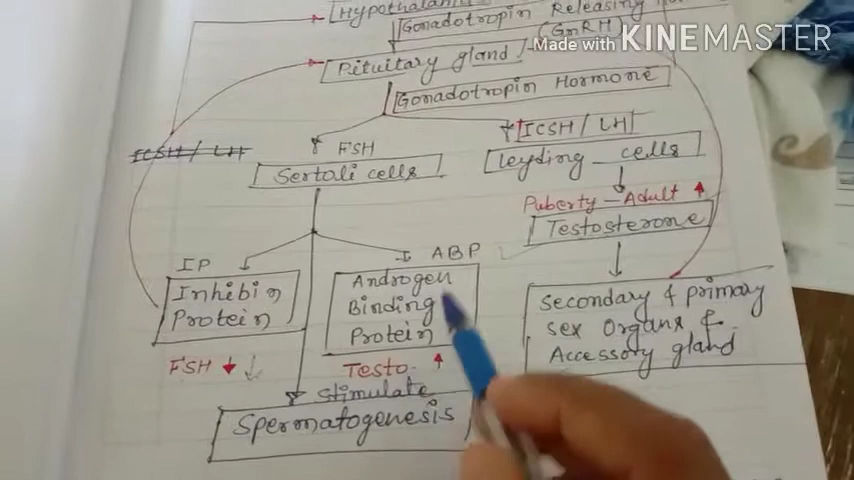 Hypothalam
Gonadotropin Releasing
(GnRH)
Made with KINEMASTER
Pituitary gland
Gonadotropin Hormone
ICSH / LH
FSH
ICSH / LH
Sertali cells
Leyding cells
Puberty - Adult
Testosterone
IP
ABP
Inhibin
Protein
Androgen
Binding
Protein
Secondary & primary
sex organs &
Accessory gland
FSH
Testo.
Stimulate
Spermatogenesis